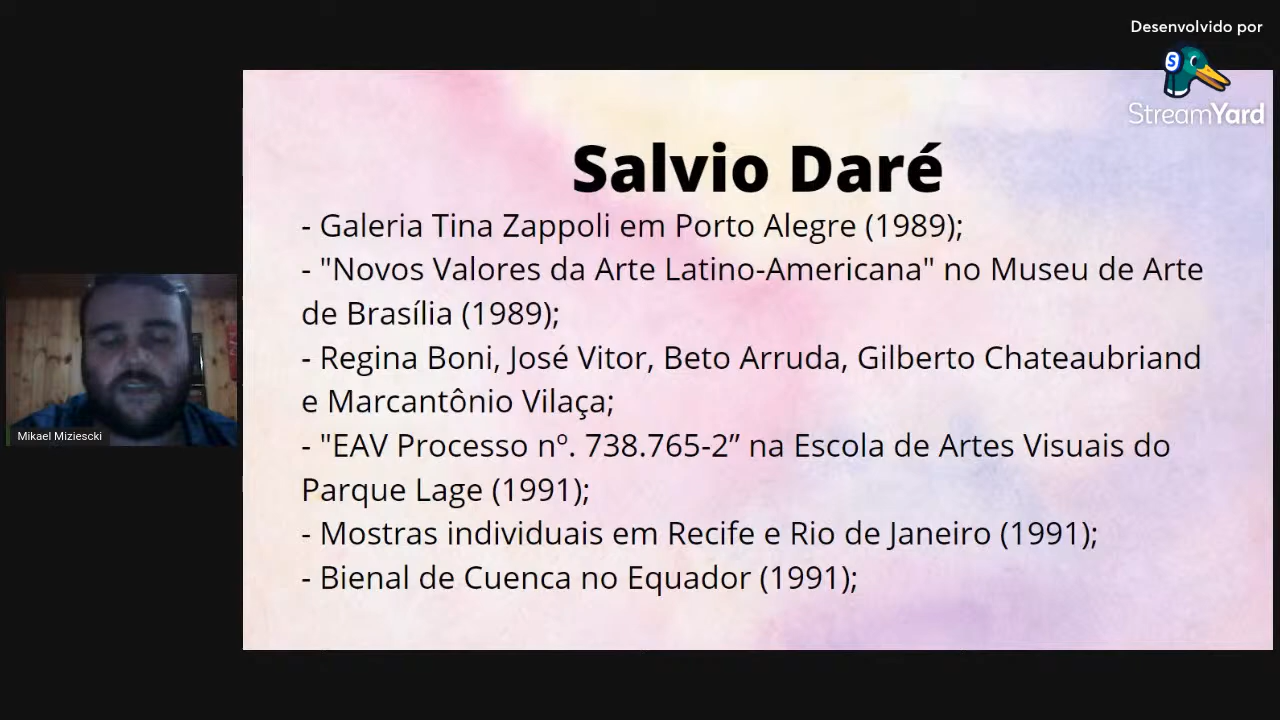 Desenvolvido por
StreamYard
Salvio Daré
- Galeria Tina Zappoli em Porto Alegre (1989);
- "Novos Valores da Arte Latino-Americana" no Museu de Arte
de Brasília (1989);
- Regina Boni, José Vitor, Beto Arruda, Gilberto Chateaubriand
e Marcantônio Vilaça;
- "EAV Processo nº. 738.765-2” na Escola de Artes Visuais do
Parque Lage (1991);
- Mostras individuais em Recife e Rio de Janeiro (1991);
- Bienal de Cuenca no Equador (1991);
Mikael Miziescki